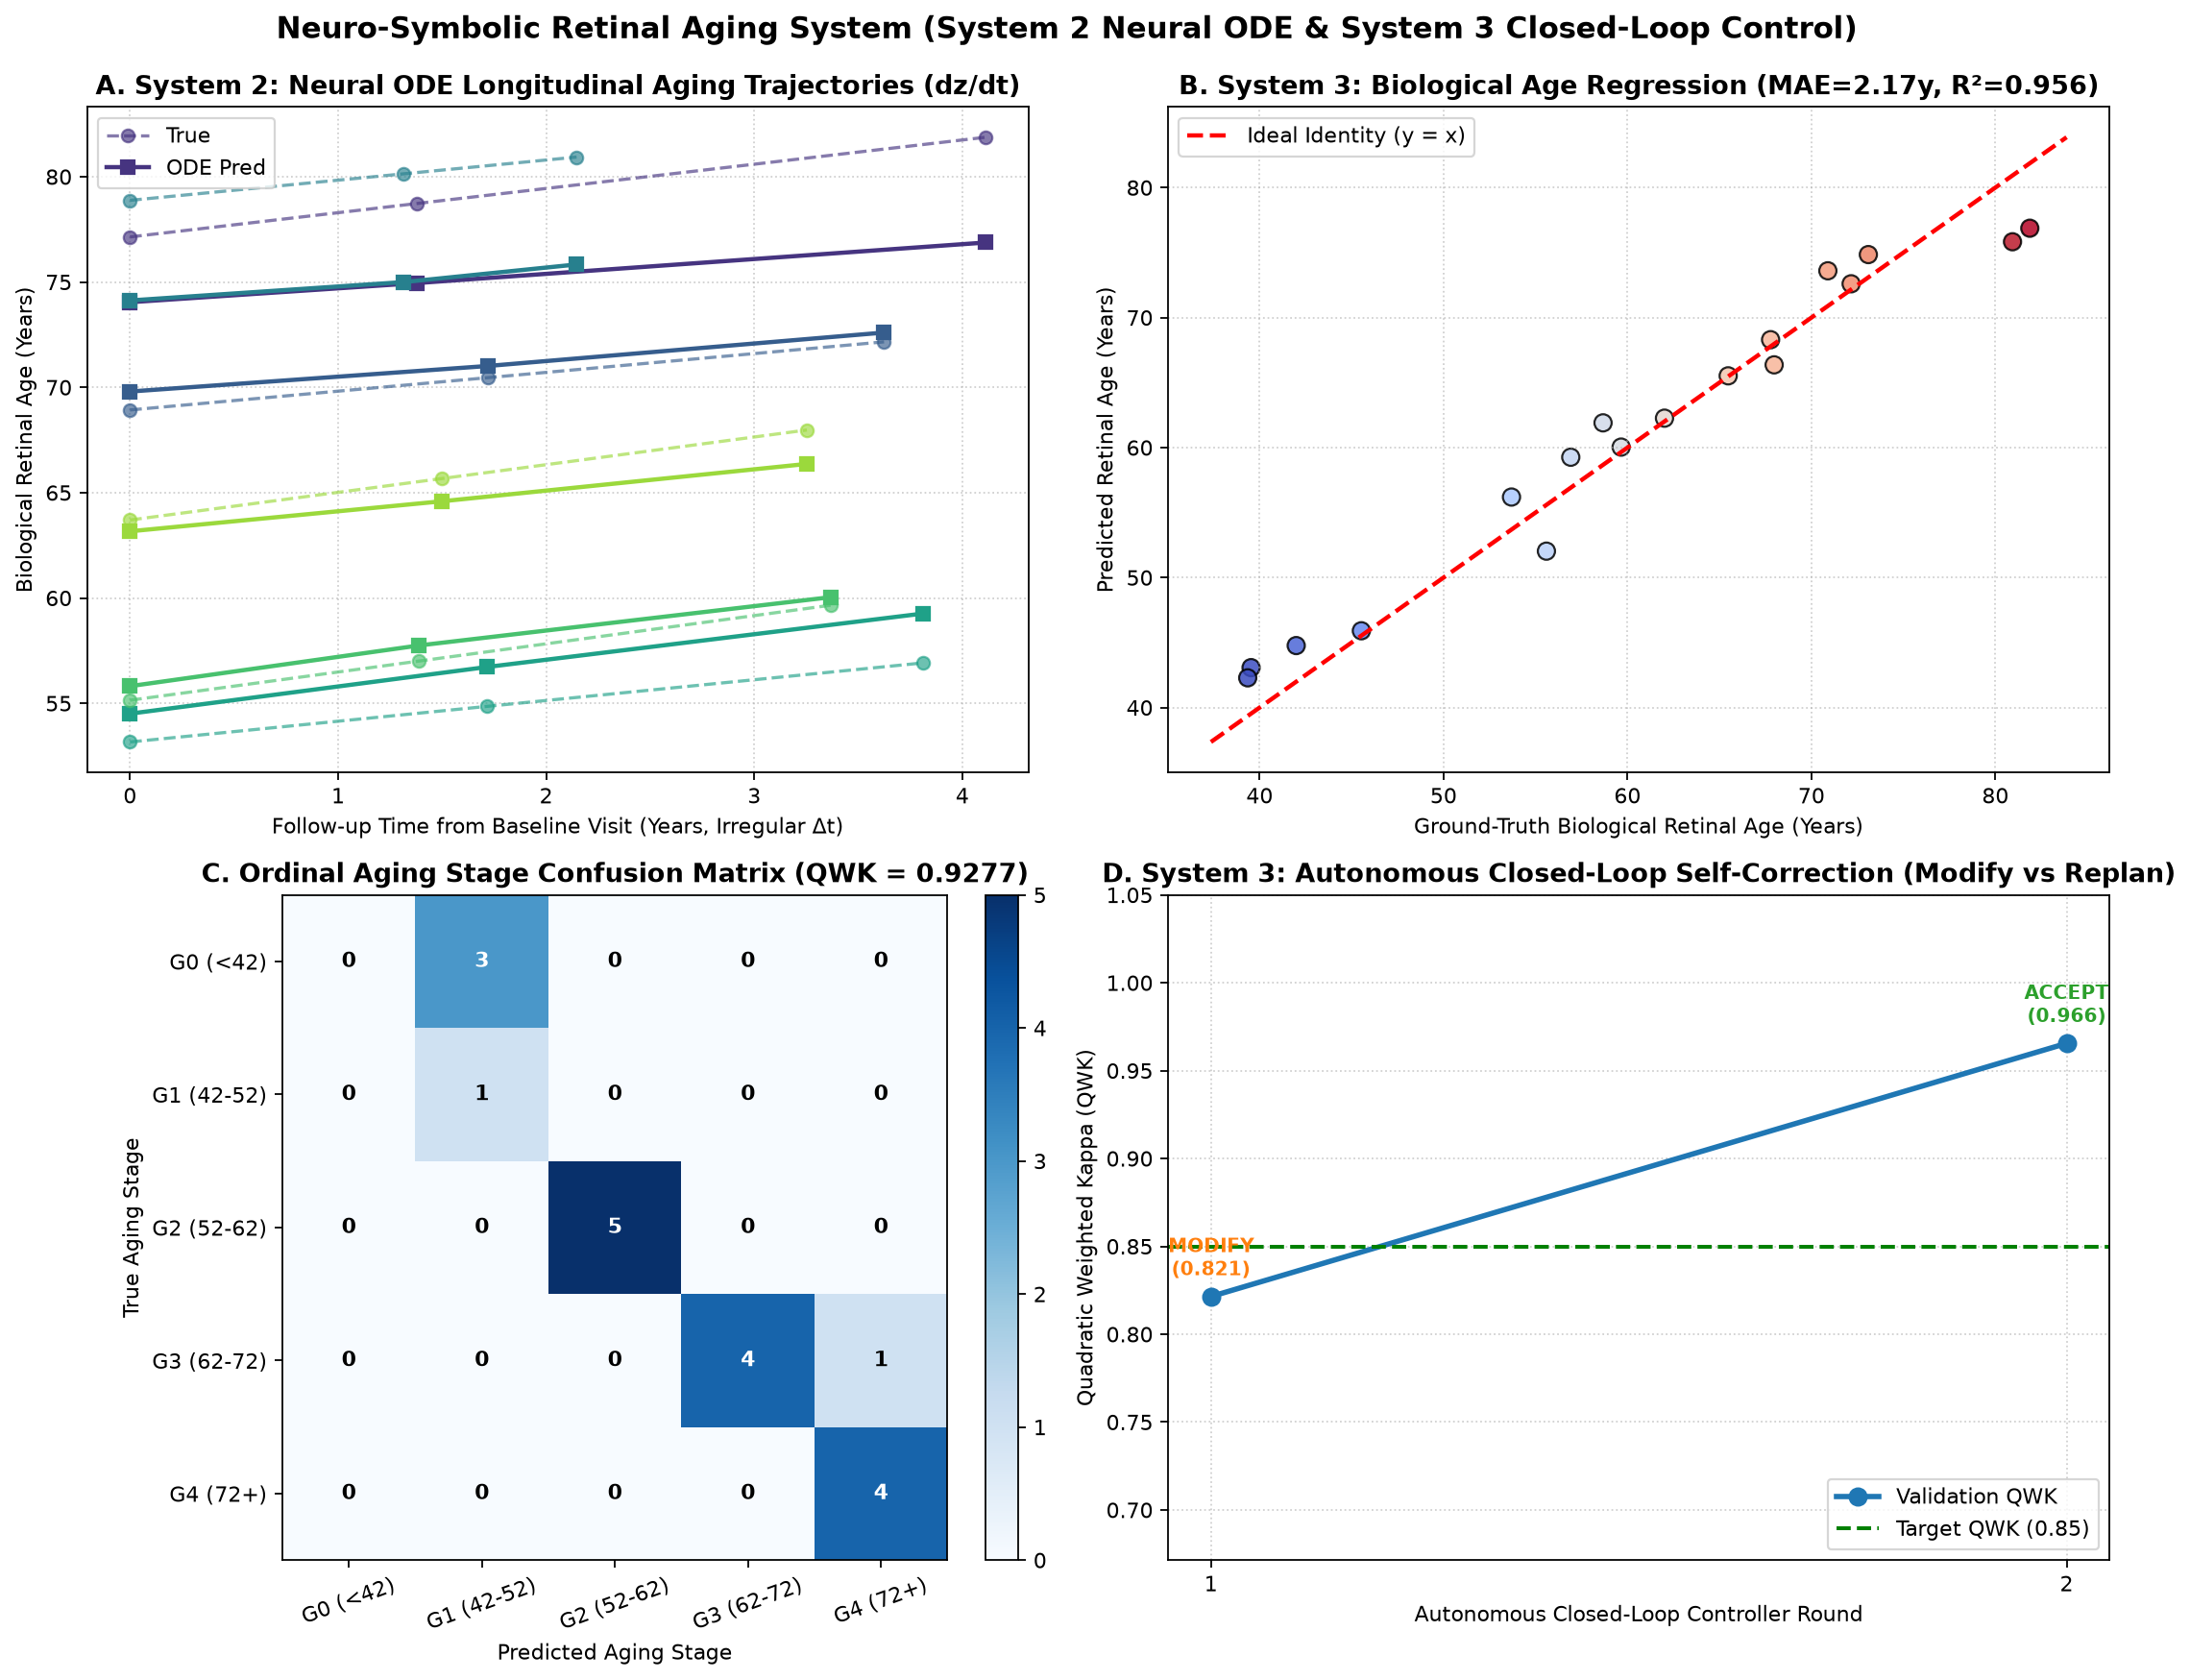 Neuro-Symbolic Retinal Aging System (System 2 Neural ODE & System 3 Closed-Loop Control)
A. System 2: Neural ODE Longitudinal Aging Trajectories (dz/dt)
True
ODE Pred
Biological Retinal Age (Years)
80
75
70
65
60
55
0 1 2 3 4
Follow-up Time from Baseline Visit (Years, Irregular Δt)
B. System 3: Biological Age Regression (MAE=2.17y, R²=0.956)
Ideal Identity (y = x)
Predicted Retinal Age (Years)
80
70
60
50
40
40 50 60 70 80
Ground-Truth Biological Retinal Age (Years)
C. Ordinal Aging Stage Confusion Matrix (QWK = 0.9277)
True Aging Stage
G0 (<42) 0 3 0 0 0
G1 (42-52) 0 1 0 0 0
G2 (52-62) 0 0 5 0 0
G3 (62-72) 0 0 0 4 1
G4 (72+) 0 0 0 0 4
G0 (<42) G1 (42-52) G2 (52-62) G3 (62-72) G4 (72+)
Predicted Aging Stage
5
4
3
2
1
0
D. System 3: Autonomous Closed-Loop Self-Correction (Modify vs Replan)
Quadratic Weighted Kappa (QWK)
1.05
1.00
0.95
0.90
0.85
0.80
0.75
0.70
ACCEPT
(0.966)
MODIFY
(0.821)
Validation QWK
Target QWK (0.85)
1 2
Autonomous Closed-Loop Controller Round